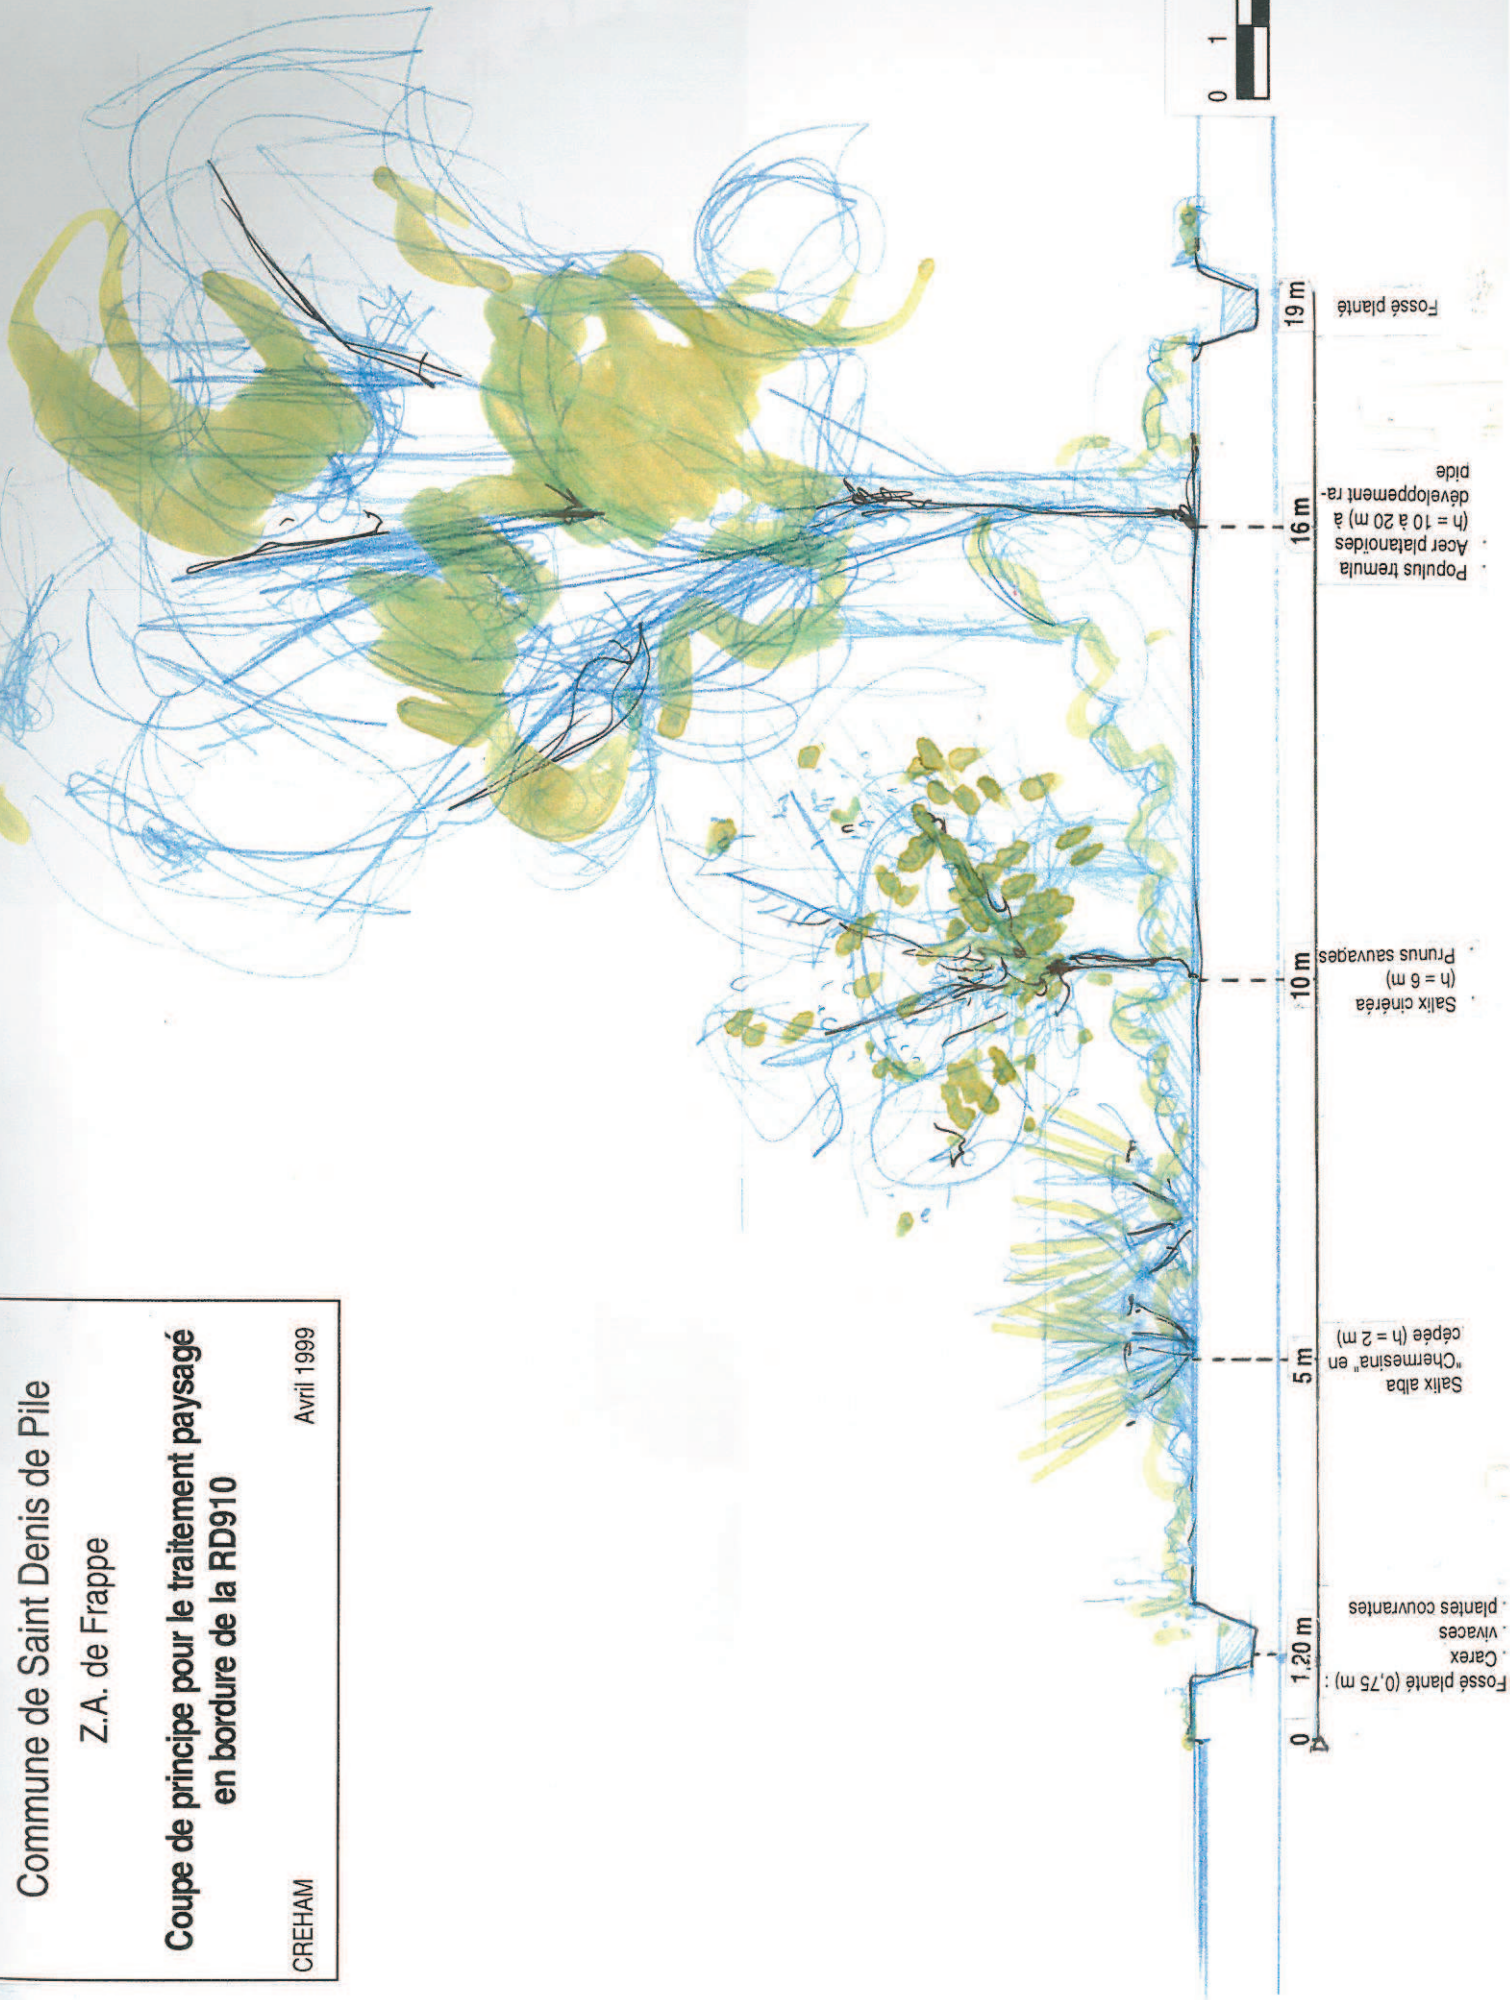 Commune de Saint Denis de Pile
Z.A. de Frappe
Coupe de principe pour le traitement paysagé
en bordure de la RD910
CREHAM Avril 1999
0 1
0
1,20 m
5 m
10 m
16 m
19 m
Fossé planté (0,75 m) :
. Carex
. vivaces
. plantes couvrantes
Salix alba
"Chermesina" en
cépée (h = 2 m)
. Salix cinéréa
(h = 6 m)
. Prunus sauvages
. Populus tremula
. Acer platanoïdes
(h = 10 à 20 m) à
développement ra-
pide
Fossé planté